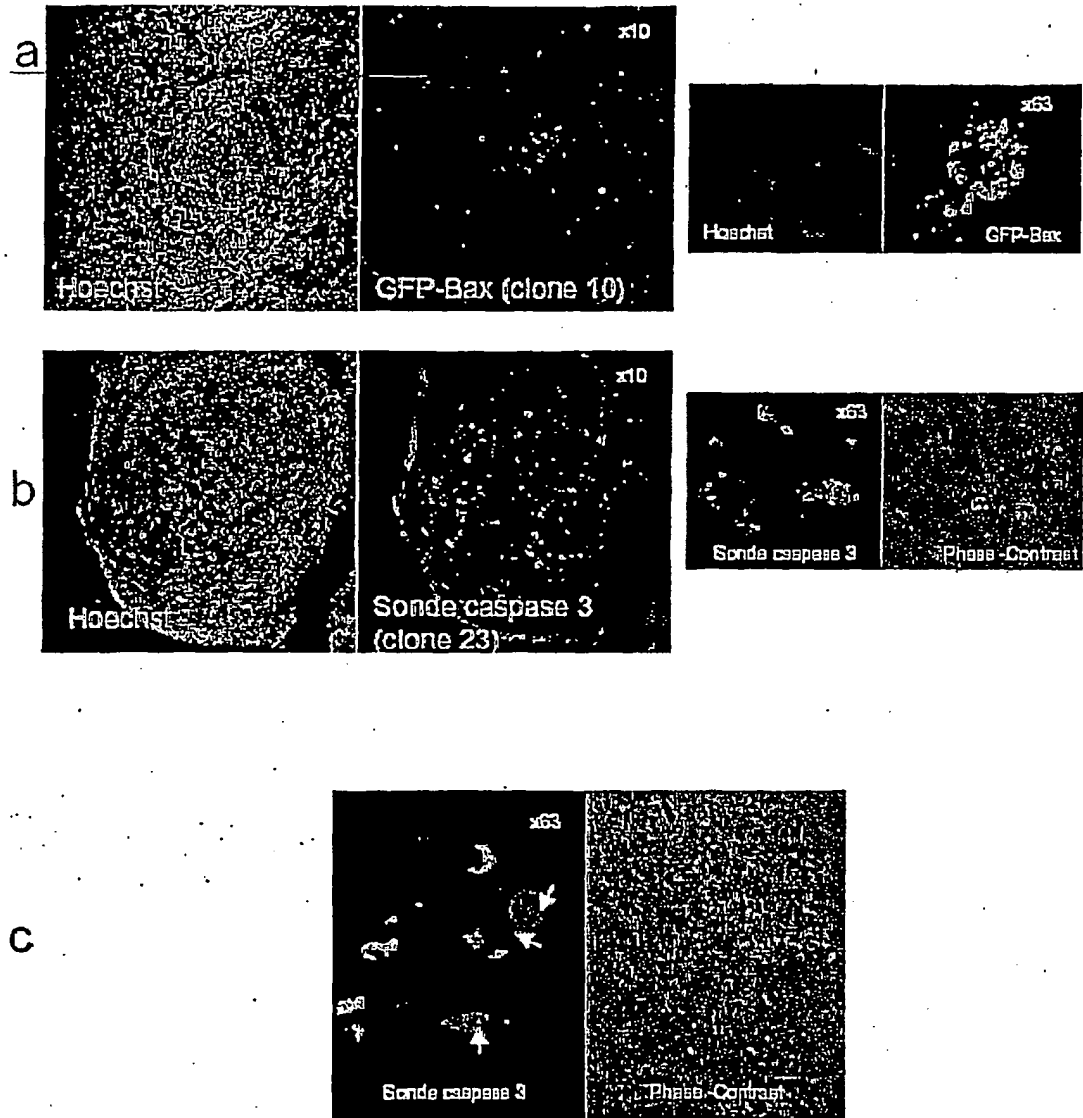 a
x10
Hoechst
GFP-Bax (clone 10)
x63
Hoechst
GFP-Bax
b
x10
Hoechst
Sonde caspase 3
(clone 23)
x63
Sonde caspase 3
Phase-Contrast
c
x63
Sonde caspase 3
Phase-Contrast